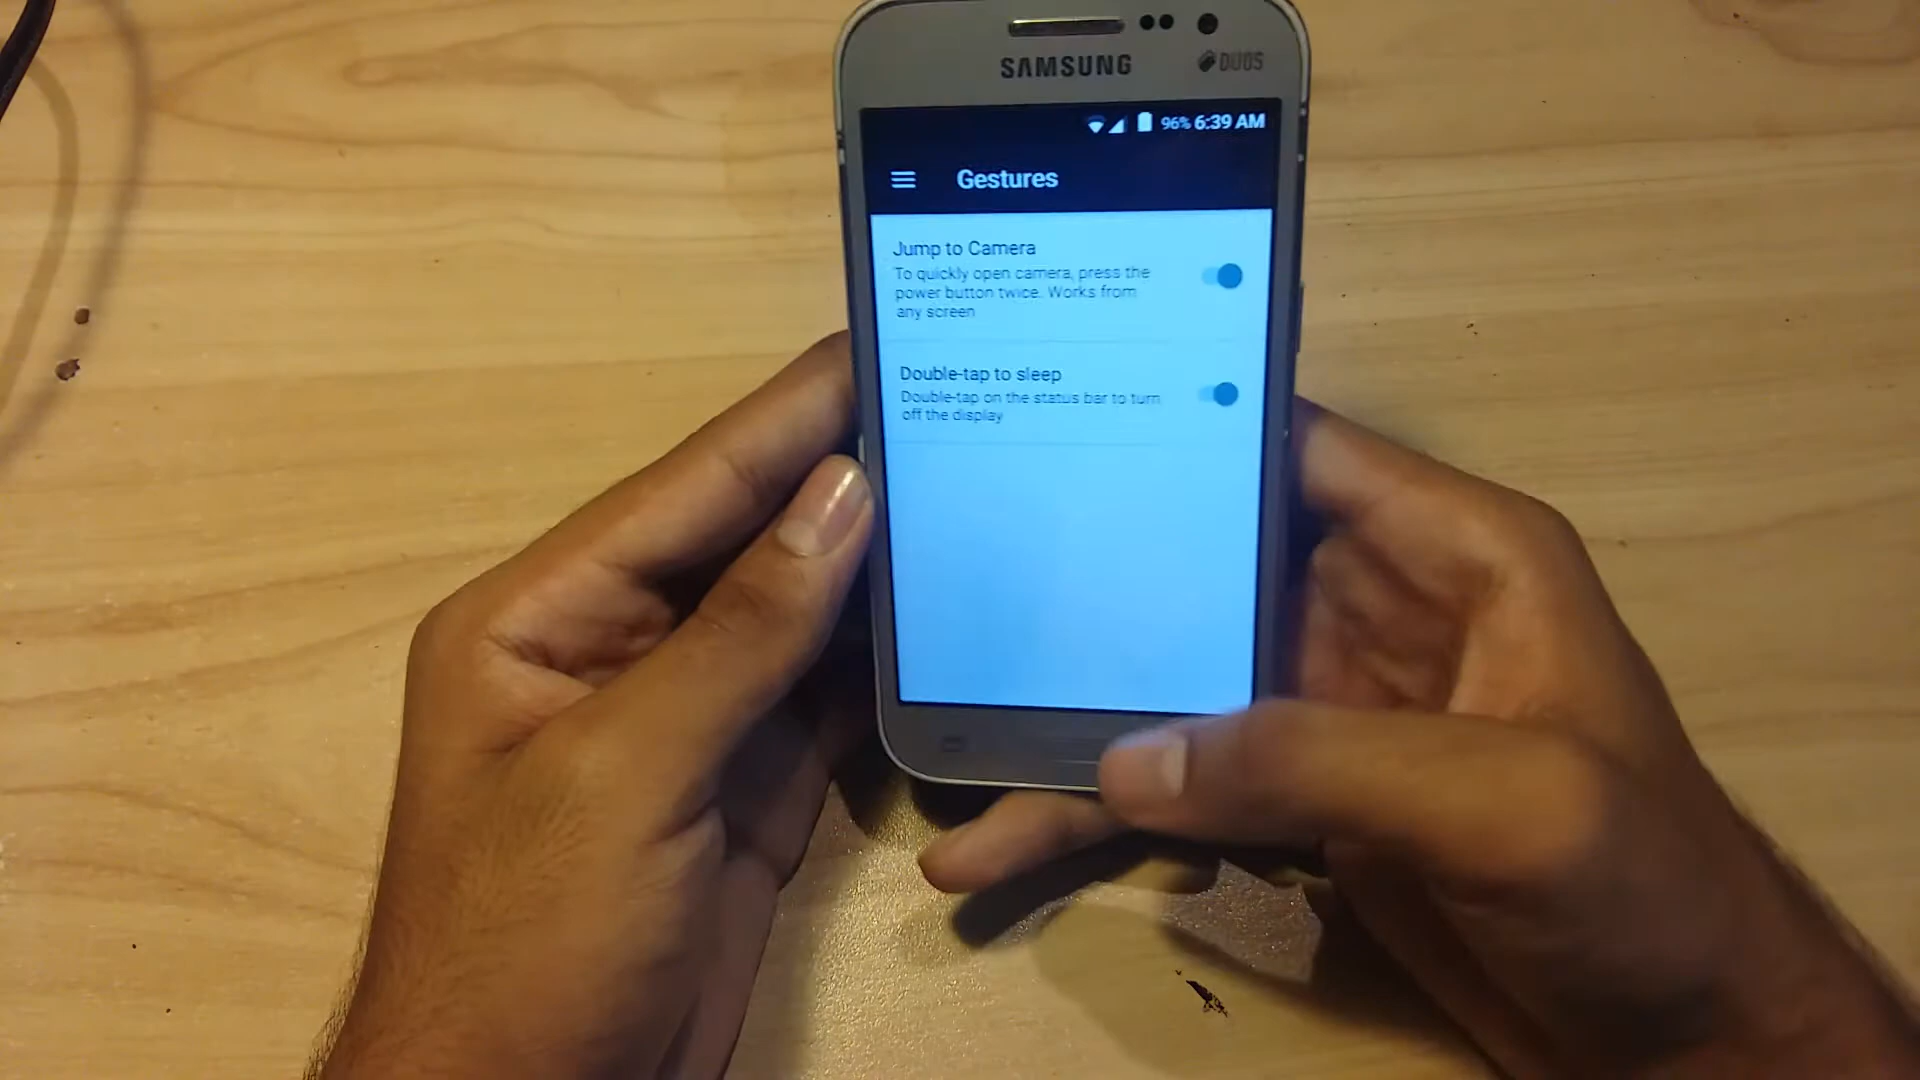 SAMSUNG
DUOS
96% 6:39 AM
Gestures
Jump to Camera
To quickly open camera, press the
power button twice. Works from
any screen
Double-tap to sleep
Double-tap on the status bar to turn
off the display